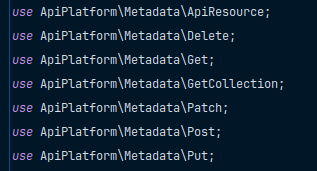 use ApiPlatform\Metadata\ApiResource;
use ApiPlatform\Metadata\Delete;
use ApiPlatform\Metadata\Get;
use ApiPlatform\Metadata\GetCollection;
use ApiPlatform\Metadata\Patch;
use ApiPlatform\Metadata\Post;
use ApiPlatform\Metadata\Put;